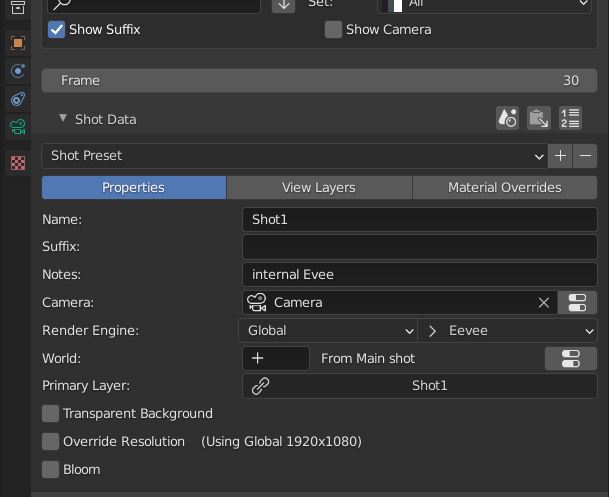 Set: All
Show Suffix Show Camera
Frame 30
Shot Data
Shot Preset
Properties View Layers Material Overrides
Name: Shot1
Suffix:
Notes: internal Evee
Camera: Camera
Render Engine: Global Eevee
World: From Main shot
Primary Layer: Shot1
Transparent Background
Override Resolution (Using Global 1920x1080)
Bloom